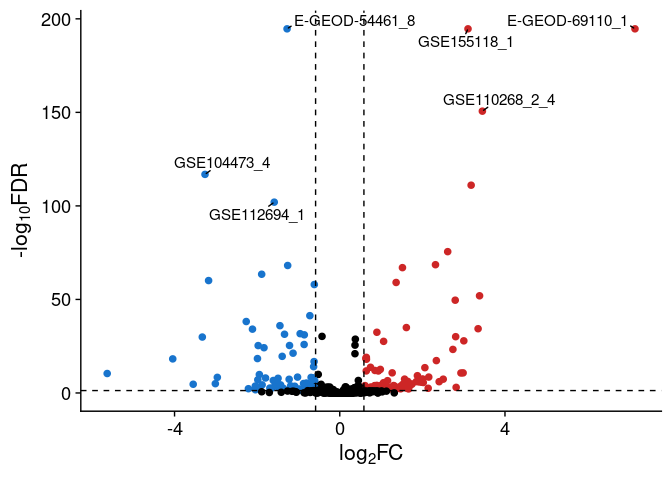 200
150
100
50
0
-log10FDR
E-GEOD-54461_8
E-GEOD-69110_1
GSE155118_1
GSE110268_2_4
GSE104473_4
GSE112694_1
-4
0
4
log2FC